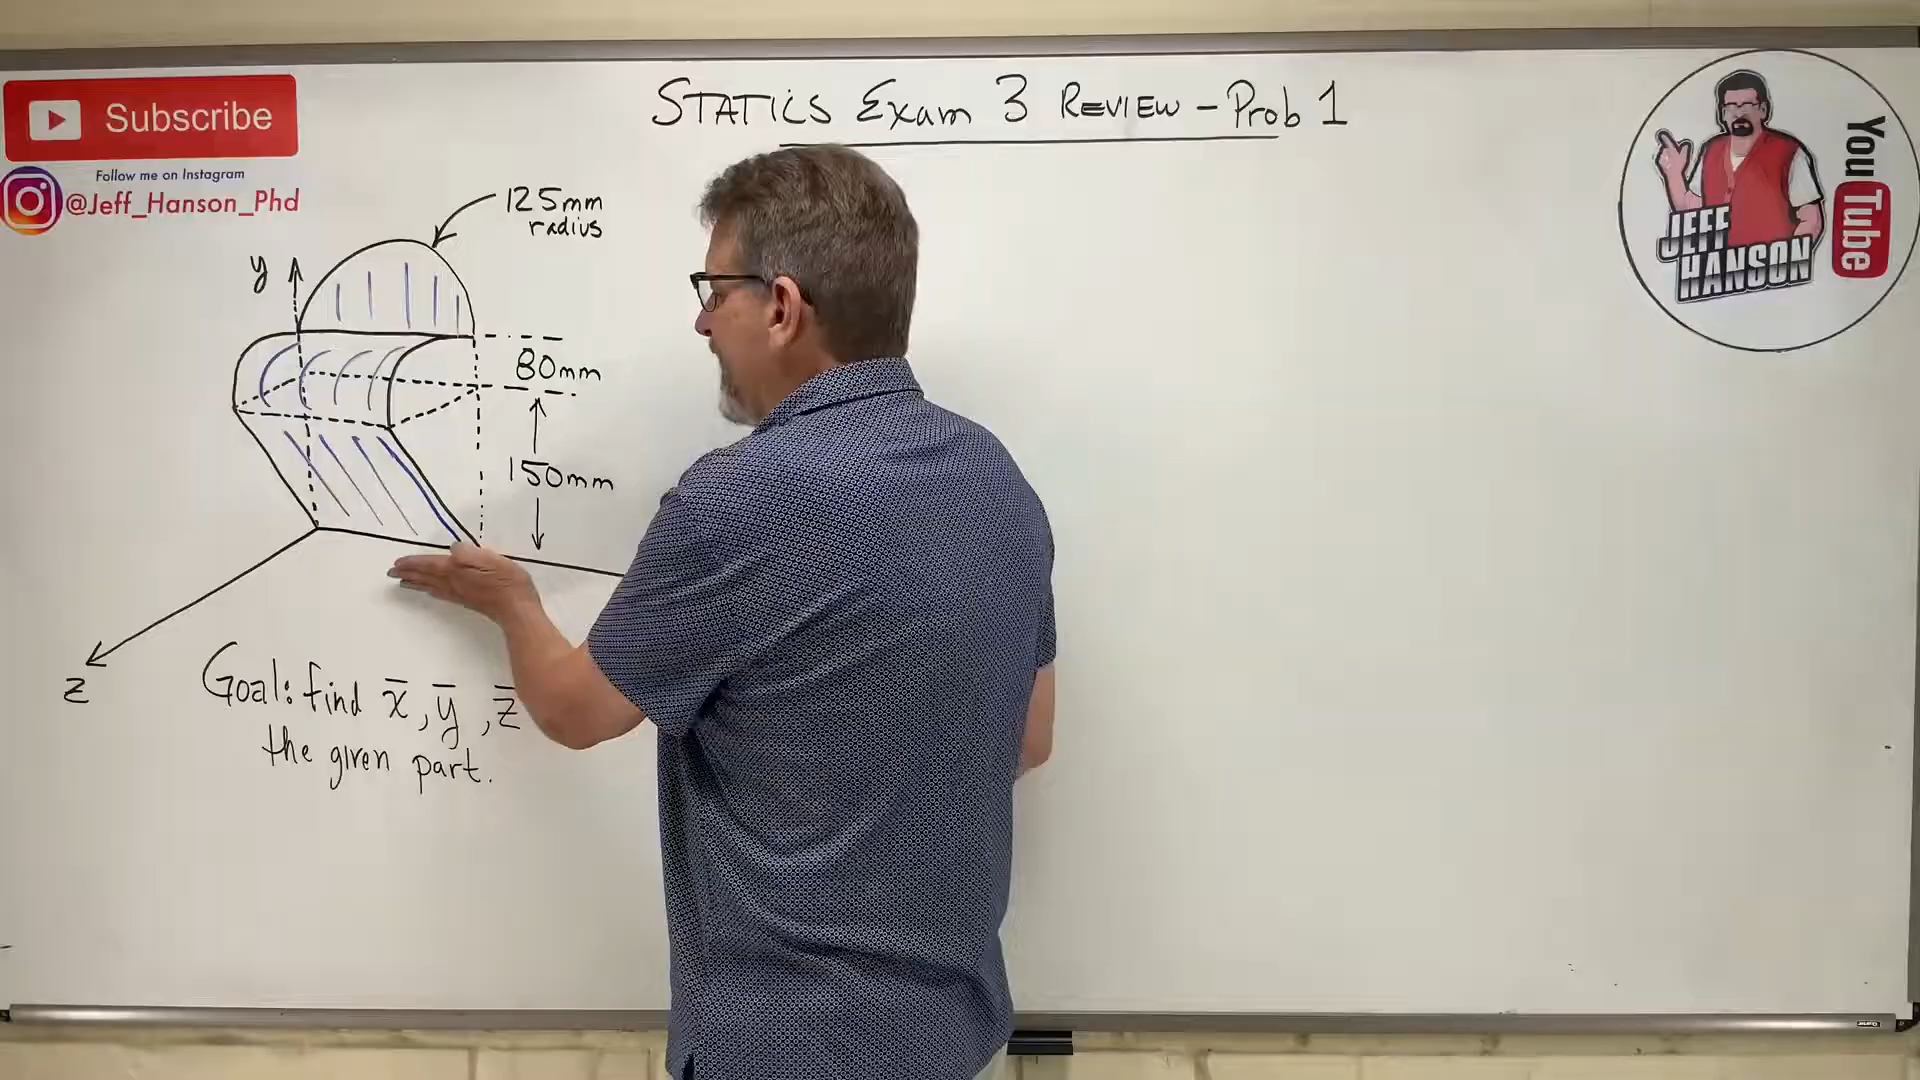 STATICS Exam 3 REVIEW - Prob 1
Subscribe
Follow me on Instagram
@Jeff_Hanson_Phd
125mm
radius
y
80mm
150mm
z
Goal: find x̄, ȳ, z̄
the given part.
JEFF
HANSON
YouTube